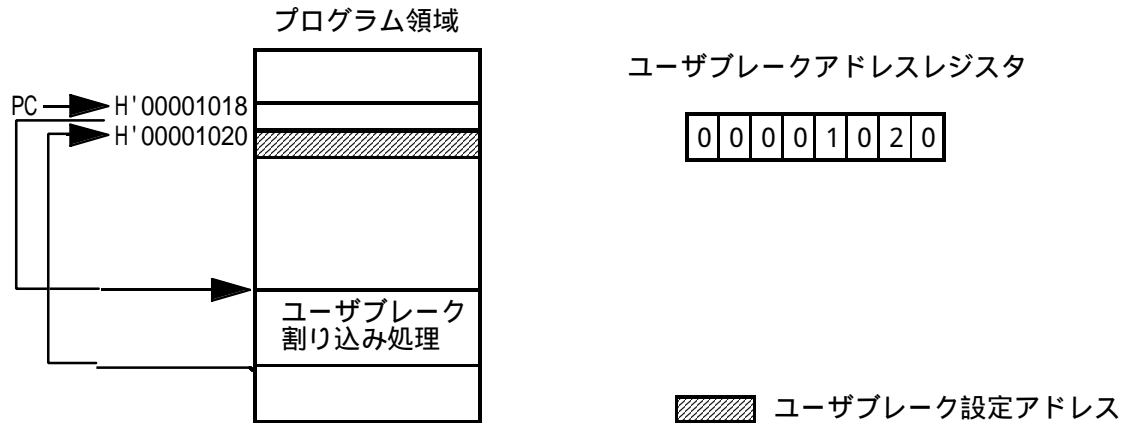 プログラム領域
ユーザブレークアドレスレジスタ
PC
H'00001018
H'00001020
0 0 0 0 1 0 2 0
ユーザブレーク
割り込み処理
ユーザブレーク設定アドレス